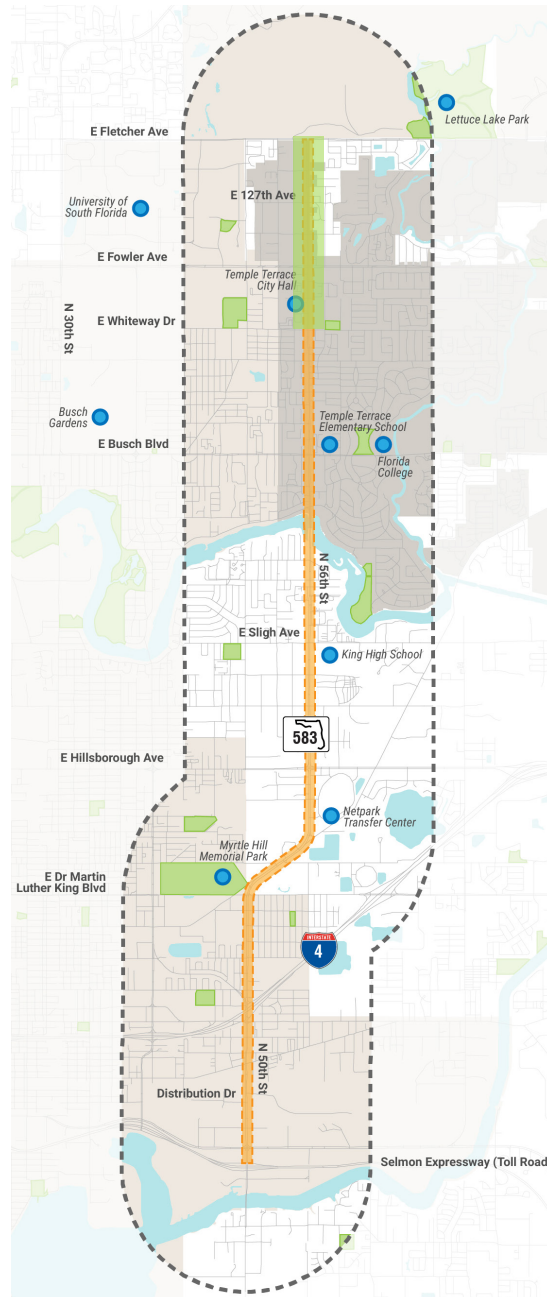 Lettuce Lake Park
E Fletcher Ave
E 127th Ave
University of
South Florida
E Fowler Ave
Temple Terrace
City Hall
N 30th St
E Whiteway Dr
Busch
Gardens
Temple Terrace
Elementary School
E Busch Blvd
Florida
College
N 56th St
E Sligh Ave
King High School
583
E Hillsborough Ave
Netpark
Transfer Center
Myrtle Hill
Memorial Park
E Dr Martin
Luther King Blvd
INTERSTATE
4
N 50th St
Distribution Dr
Selmon Expressway (Toll Road